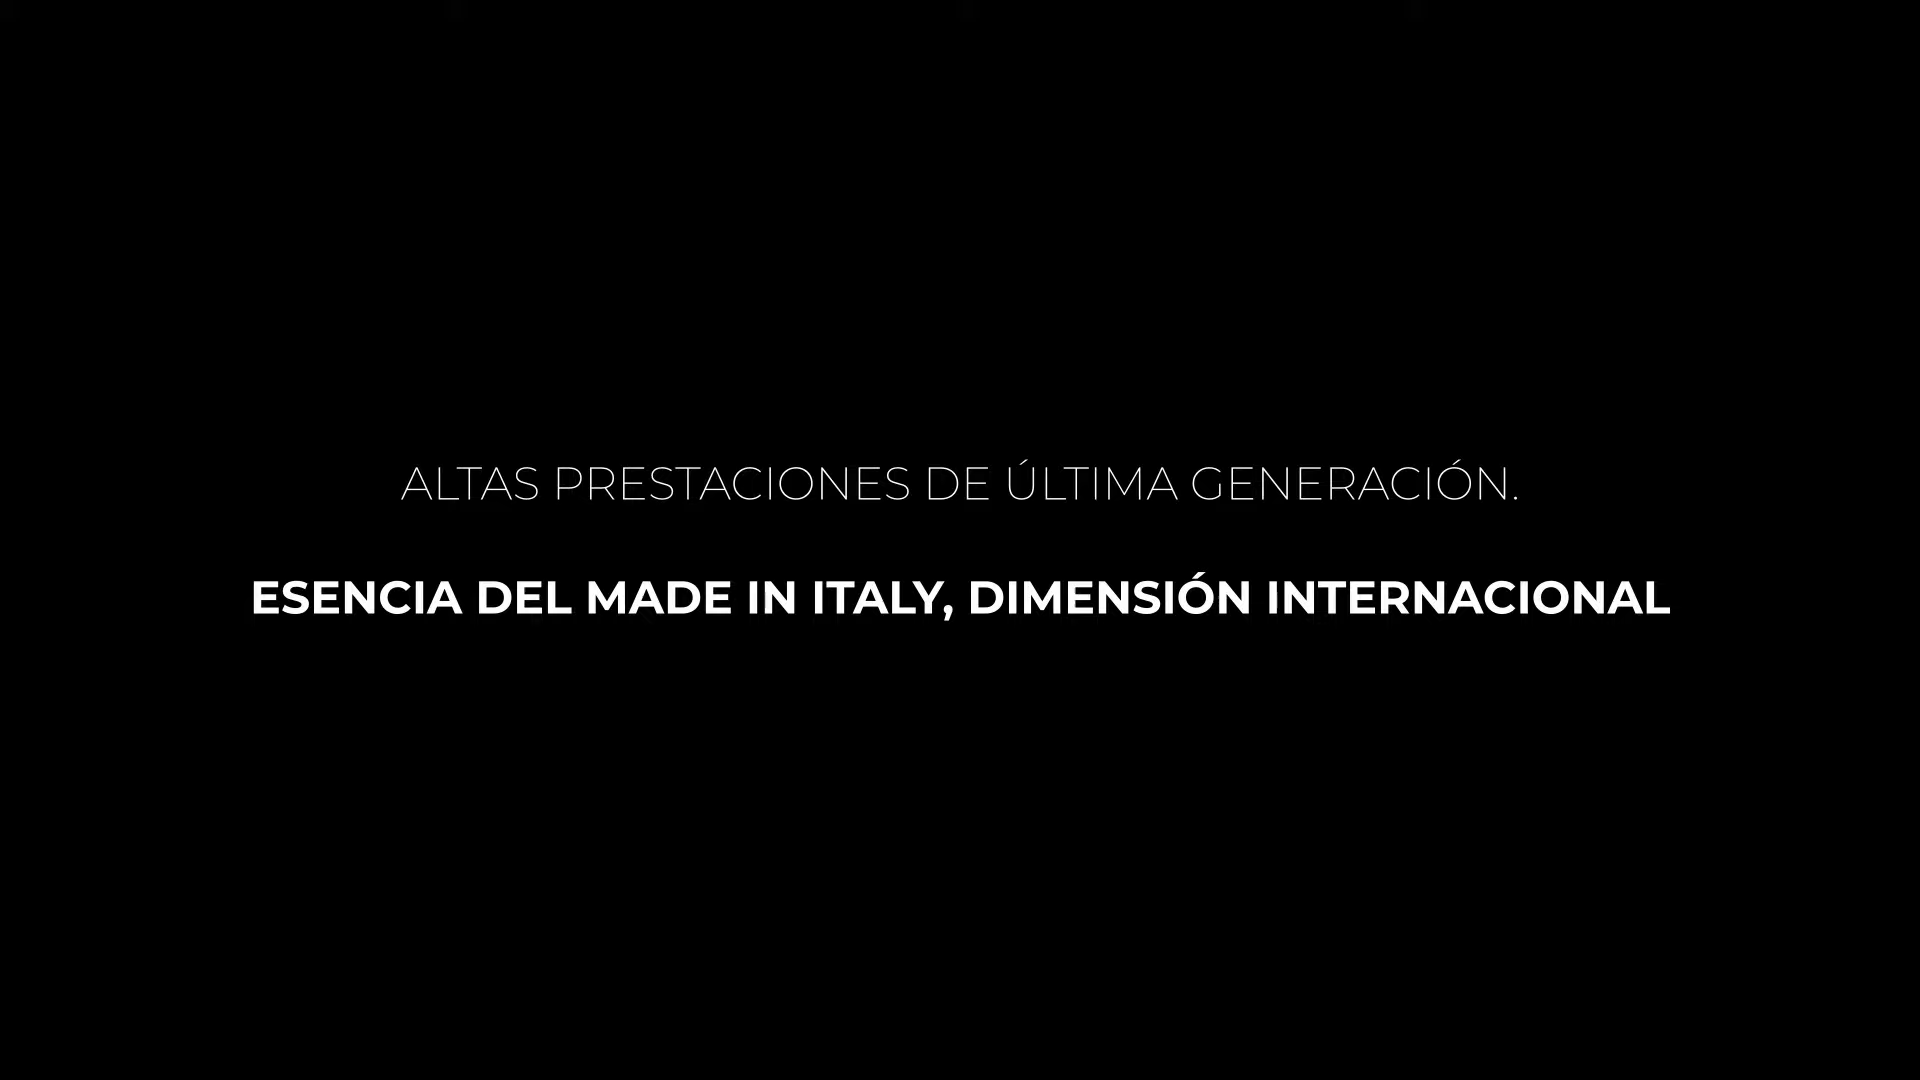 ALTAS PRESTACIONES DE ÚLTIMA GENERACIÓN.
ESENCIA DEL MADE IN ITALY, DIMENSIÓN INTERNACIONAL